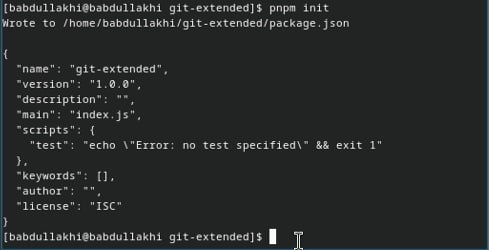 [babdullakhi@babdullakhi git-extended]$ pnpm init
Wrote to /home/babdullakhi/git-extended/package.json

{
  "name": "git-extended",
  "version": "1.0.0",
  "description": "",
  "main": "index.js",
  "scripts": {
    "test": "echo \"Error: no test specified\" && exit 1"
  },
  "keywords": [],
  "author": "",
  "license": "ISC"
}
[babdullakhi@babdullakhi git-extended]$